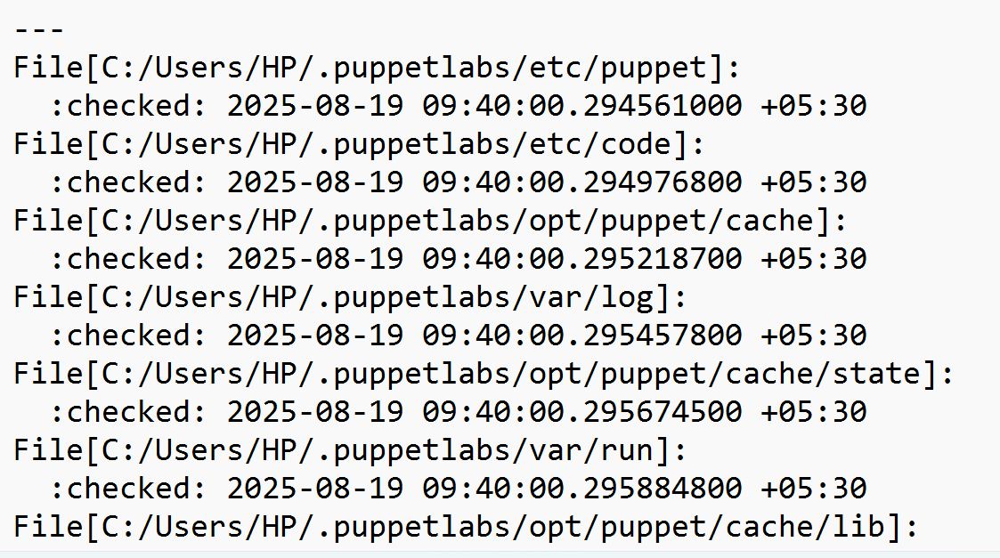 ---
File[C:/Users/HP/.puppetlabs/etc/puppet]:
  :checked: 2025-08-19 09:40:00.294561000 +05:30
File[C:/Users/HP/.puppetlabs/etc/code]:
  :checked: 2025-08-19 09:40:00.294976800 +05:30
File[C:/Users/HP/.puppetlabs/opt/puppet/cache]:
  :checked: 2025-08-19 09:40:00.295218700 +05:30
File[C:/Users/HP/.puppetlabs/var/log]:
  :checked: 2025-08-19 09:40:00.295457800 +05:30
File[C:/Users/HP/.puppetlabs/opt/puppet/cache/state]:
  :checked: 2025-08-19 09:40:00.295674500 +05:30
File[C:/Users/HP/.puppetlabs/var/run]:
  :checked: 2025-08-19 09:40:00.295884800 +05:30
File[C:/Users/HP/.puppetlabs/opt/puppet/cache/lib]: